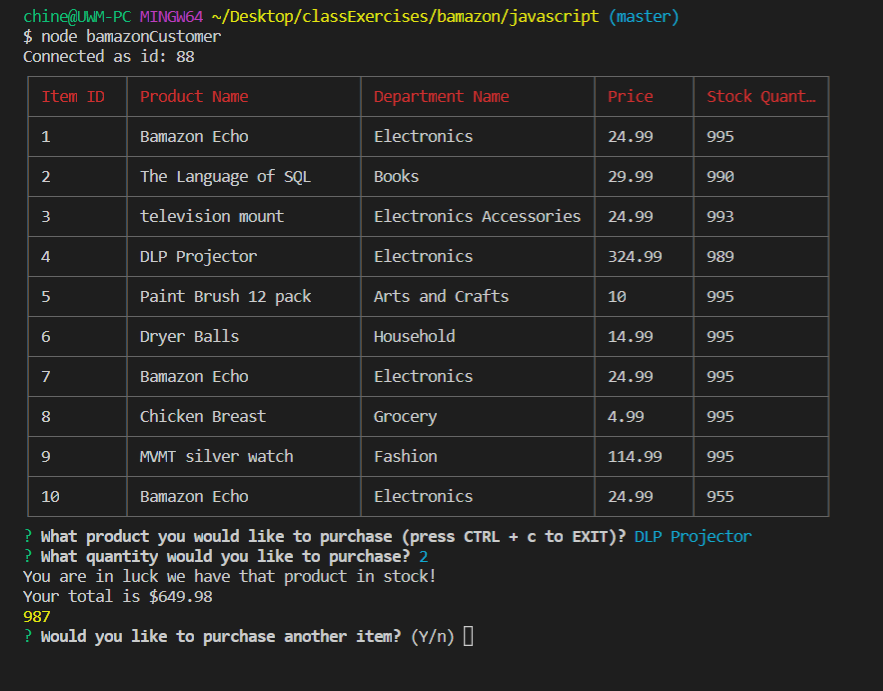 chine@UWM-PC MINGW64 ~/Desktop/classExercises/bamazon/javascript (master)
$ node bamazonCustomer
Connected as id: 88
Item ID Product Name Department Name Price Stock Quant…
1 Bamazon Echo Electronics 24.99 995
2 The Language of SQL Books 29.99 990
3 television mount Electronics Accessories 24.99 993
4 DLP Projector Electronics 324.99 989
5 Paint Brush 12 pack Arts and Crafts 10 995
6 Dryer Balls Household 14.99 995
7 Bamazon Echo Electronics 24.99 995
8 Chicken Breast Grocery 4.99 995
9 MVMT silver watch Fashion 114.99 995
10 Bamazon Echo Electronics 24.99 955
? What product you would like to purchase (press CTRL + c to EXIT)? DLP Projector
? What quantity would you like to purchase? 2
You are in luck we have that product in stock!
Your total is $649.98
987
? Would you like to purchase another item? (Y/n)